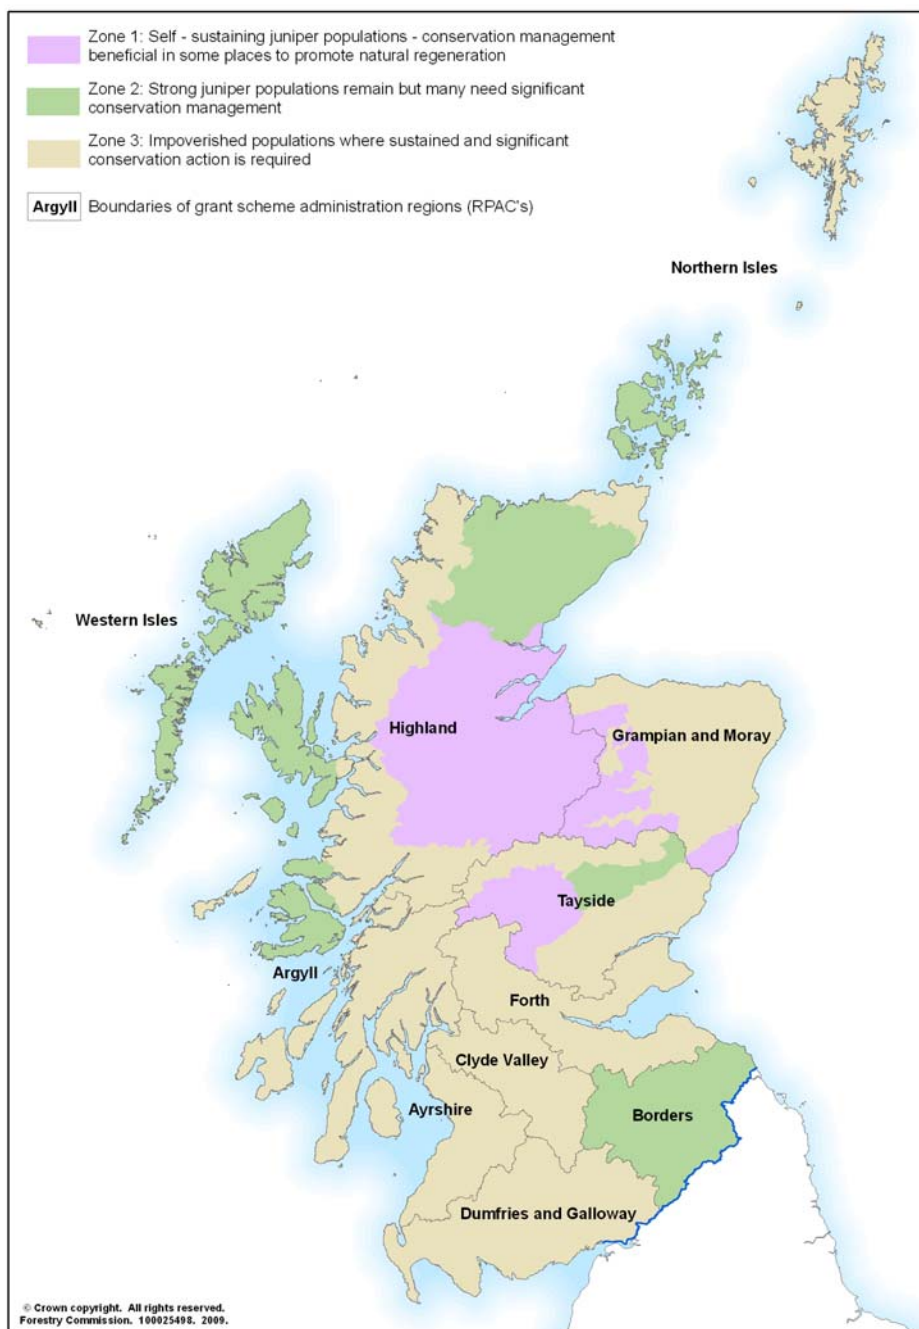 Zone 1: Self - sustaining juniper populations - conservation management
beneficial in some places to promote natural regeneration
Zone 2: Strong juniper populations remain but many need significant
conservation management
Zone 3: Impoverished populations where sustained and significant
conservation action is required
Argyll Boundaries of grant scheme administration regions (RPAC's)
Northern Isles
Western Isles
Highland
Grampian and Moray
Tayside
Argyll
Forth
Clyde Valley
Ayrshire
Borders
Dumfries and Galloway
© Crown copyright. All rights reserved.
Forestry Commission. 100025498. 2009.